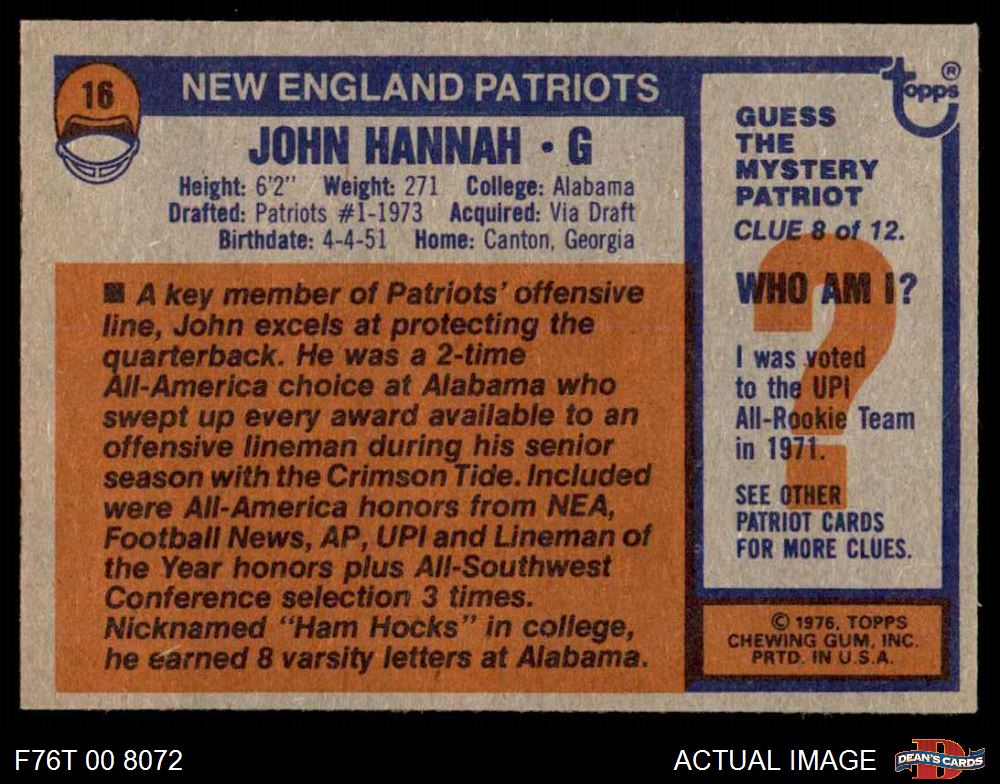 16
NEW ENGLAND PATRIOTS
JOHN HANNAH • G
Height: 6'2" Weight: 271 College: Alabama
Drafted: Patriots #1-1973 Acquired: Via Draft
Birthdate: 4-4-51 Home: Canton, Georgia
■ A key member of Patriots' offensive
line, John excels at protecting the
quarterback. He was a 2-time
All-America choice at Alabama who
swept up every award available to an
offensive lineman during his senior
season with the Crimson Tide. Included
were All-America honors from NEA,
Football News, AP, UPI and Lineman of
the Year honors plus All-Southwest
Conference selection 3 times.
Nicknamed "Ham Hocks" in college,
he earned 8 varsity letters at Alabama.
topps®
GUESS
THE
MYSTERY
PATRIOT
CLUE 8 of 12.
WHO AM I?
I was voted
to the UPI
All-Rookie Team
in 1971.
SEE OTHER
PATRIOT CARDS
FOR MORE CLUES.
?
© 1976, TOPPS
CHEWING GUM, INC.
PRTD. IN U.S.A.
F76T 00 8072
ACTUAL IMAGE
D
DEAN'S CARDS